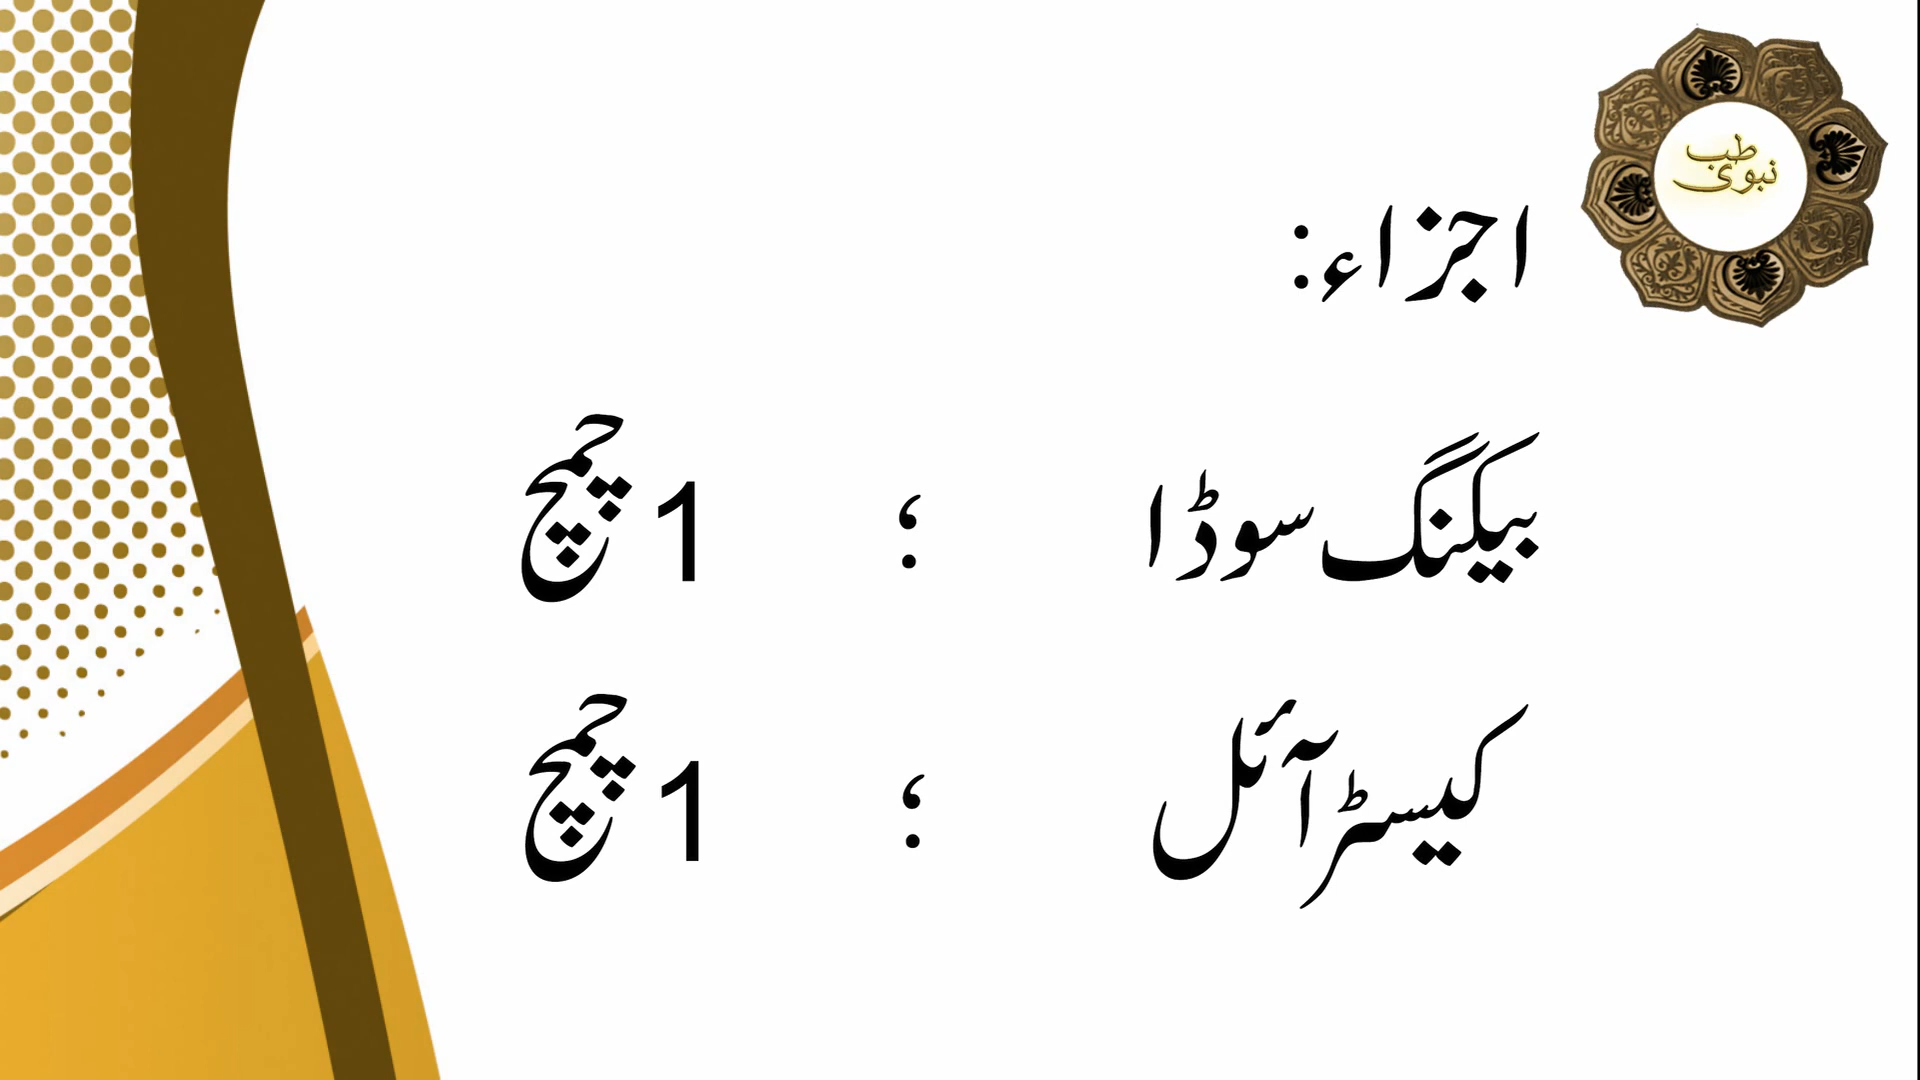 طب
نبوی
اجزاء:
بیکنگ سوڈا ؛ 1 چمچ
کیسٹر آئل ؛ 1 چمچ